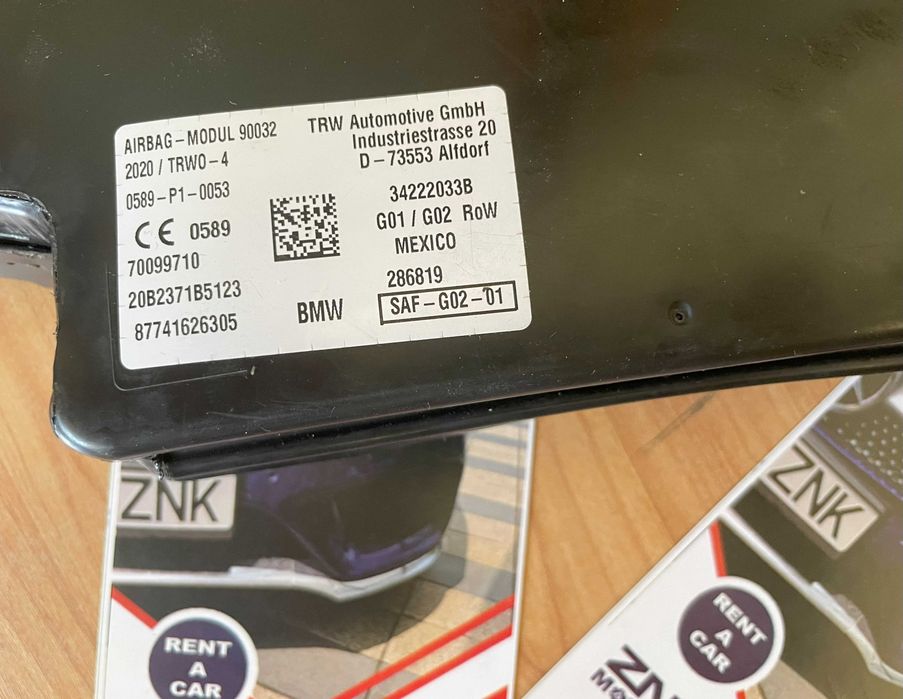 AIRBAG-MODUL 90032
2020 / TRWO-4
0589-P1-0053
CE 0589
70099710
20B2371B5123
87741626305
TRW Automotive GmbH
Industriestrasse 20
D-73553 Alfdorf
34222033B
G01 / G02 RoW
MEXICO
286819
BMW
SAF-G02-01
ZNK
RENT
A
CAR
ZNK
RENT
A
CAR
ZNK